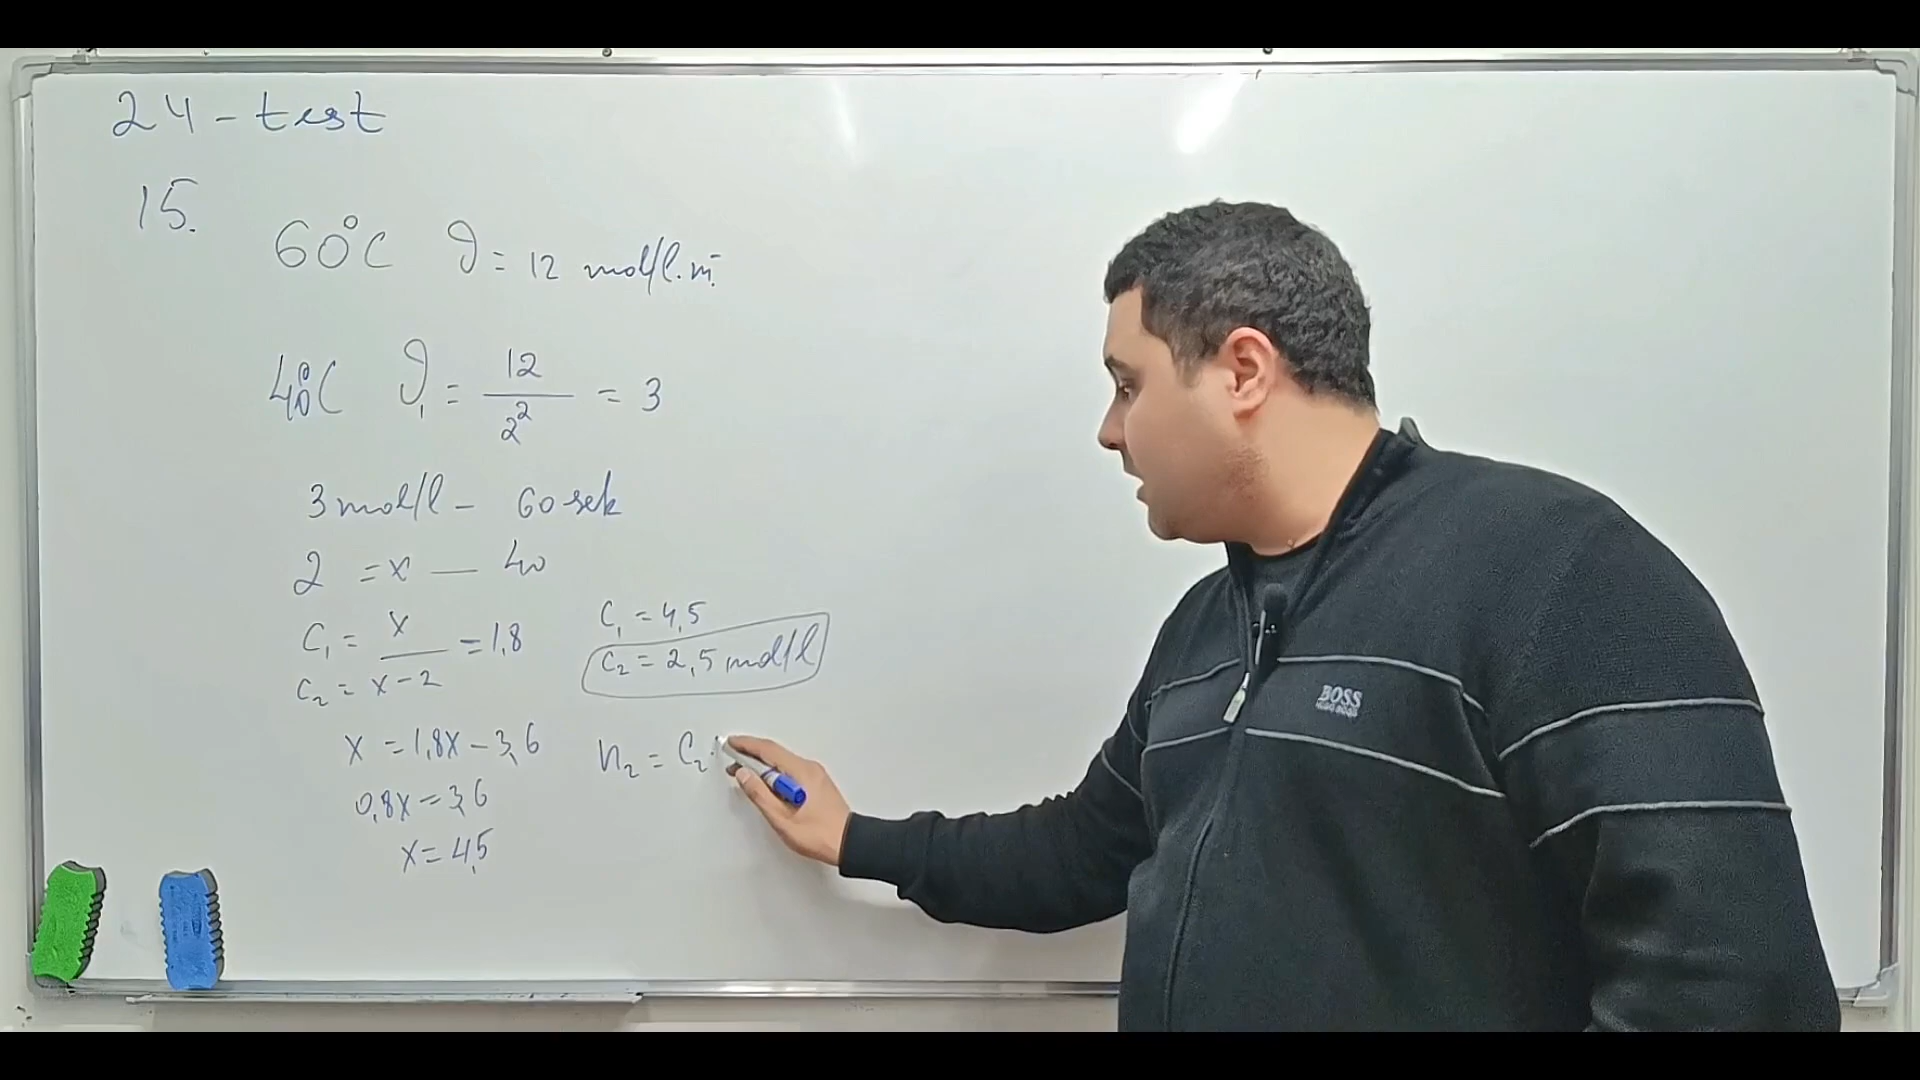 24 - test
15.
60°C ϑ = 12 mol/l·m
40°C ϑ₁ = 12 / 2² = 3
3 mol/l - 60 sek
2 = x — 40
C₁ = x
= 1,8
C₂ = x - 2
x = 1,8x - 3,6
0,8x = 3,6
x = 4,5
C₁ = 4,5
C₂ = 2,5 mol/l
n₂ = C₂ ·
BOSS
HUGO BOSS